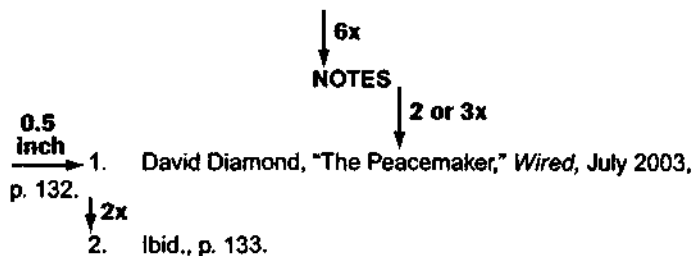 6x
NOTES
2 or 3x
0.5
inch
1. David Diamond, “The Peacemaker,” Wired, July 2003,
p. 132.
2x
2. Ibid., p. 133.